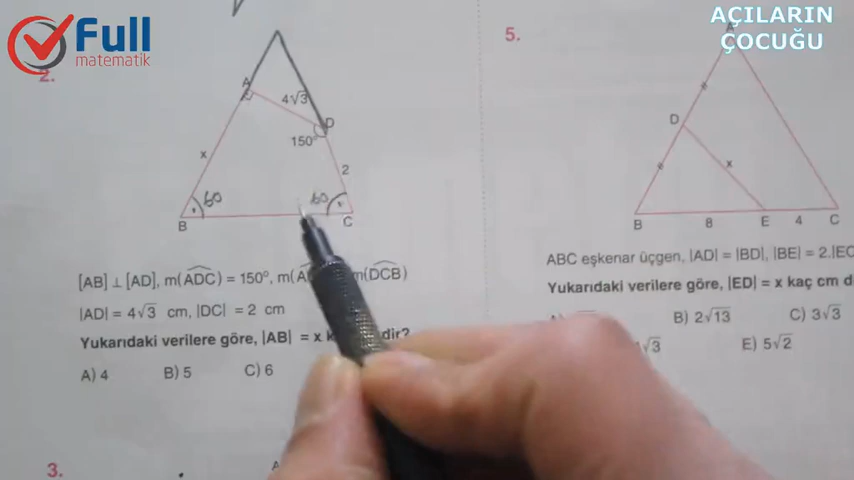 Full
matematik
AÇILARIN
ÇOCUĞU
2.
A
4√3
D
150°
x
2
60
60
B
C
[AB] ⊥ [AD], m(ADC) = 150°, m(A m(DCB)
|AD| = 4√3 cm, |DC| = 2 cm
Yukarıdaki verilere göre, |AB| = x k dir?
A) 4 B) 5 C) 6
3.
A
5.
A
D
x
B
8
E
4
C
ABC eşkenar üçgen, |AD| = |BD|, |BE| = 2.|EC
Yukarıdaki verilere göre, |ED| = x kaç cm d
B) 2√13 C) 3√3
√3 E) 5√2